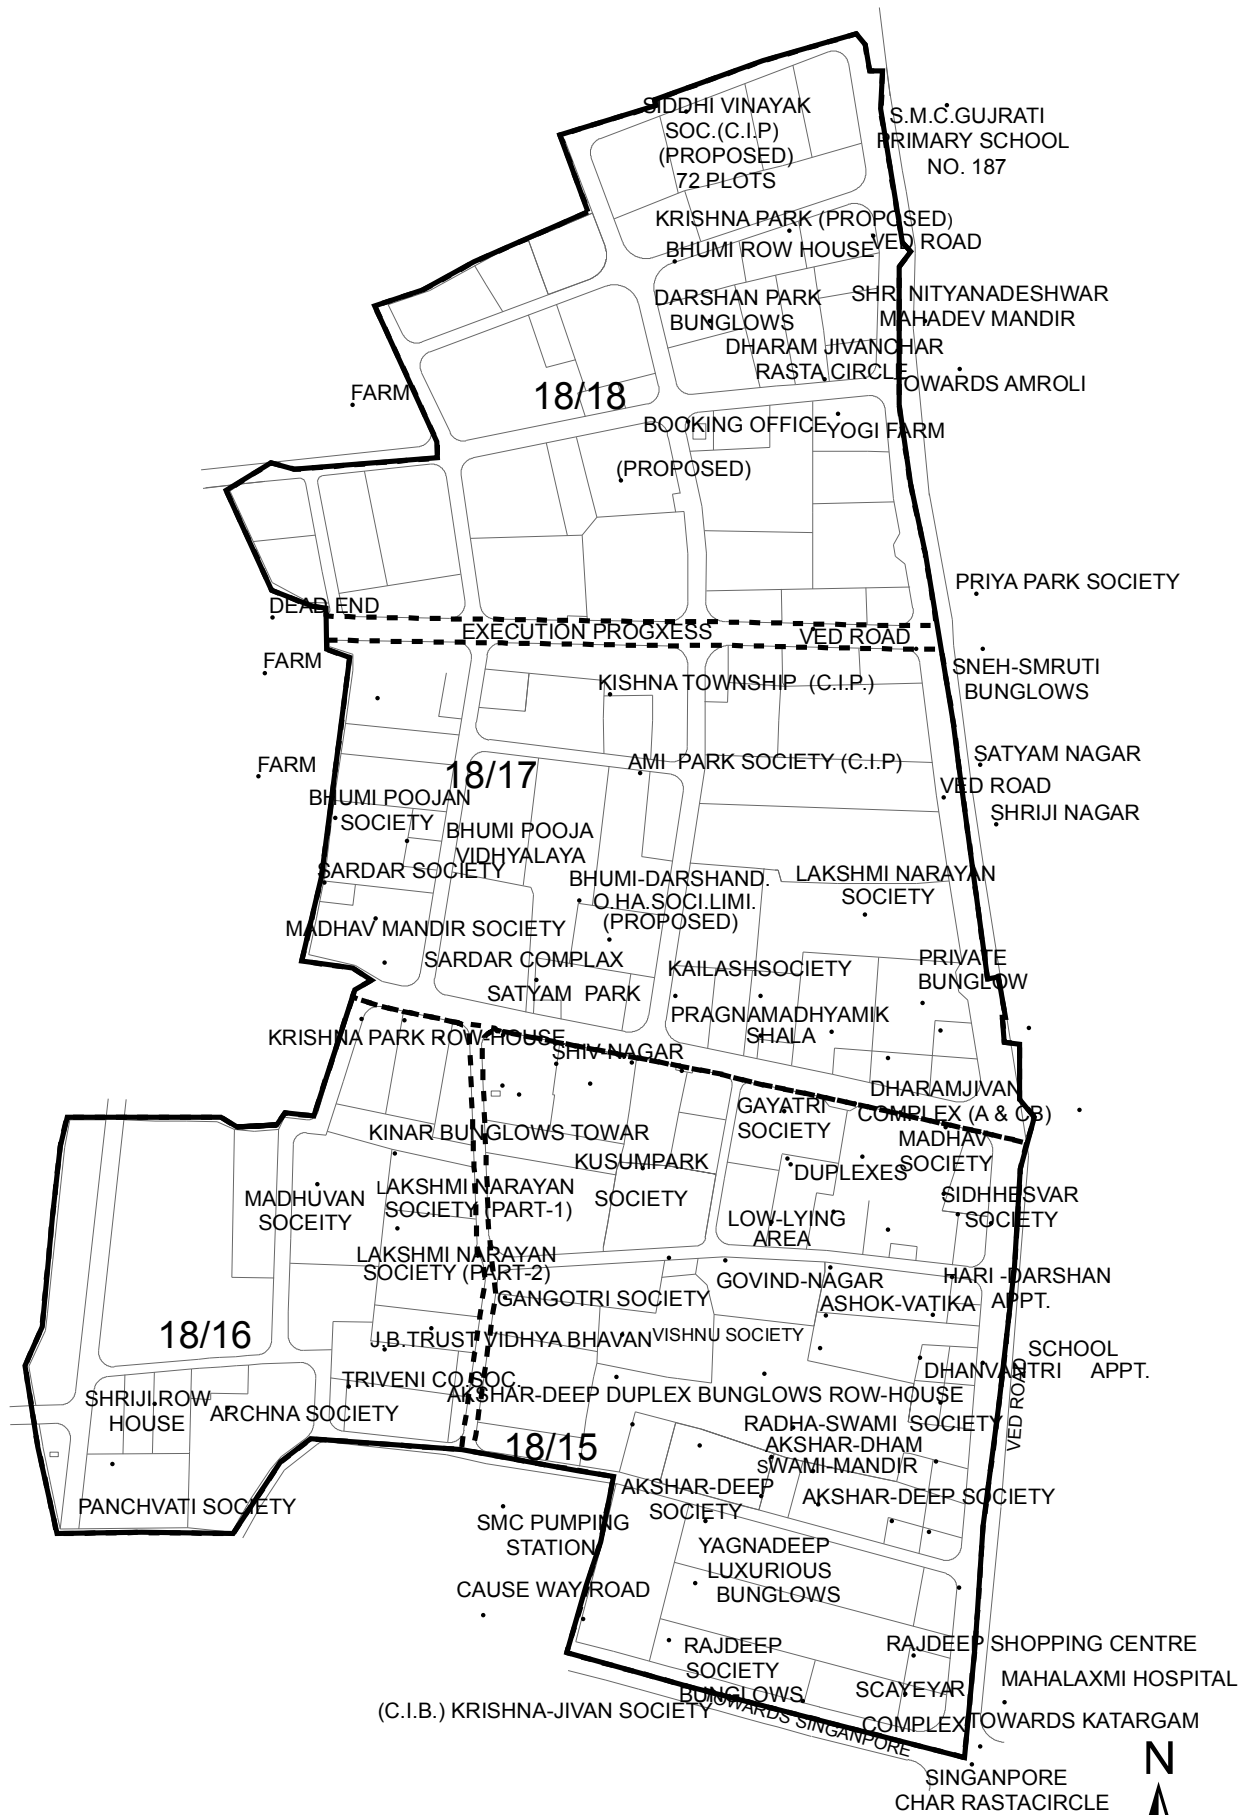 SIDDHI VINAYAK
SOC.(C.I.P)
(PROPOSED)
72 PLOTS
S.M.C.GUJRATI
PRIMARY SCHOOL
NO. 187
KRISHNA PARK (PROPOSED)
BHUMI ROW HOUSE
VED ROAD
DARSHAN PARK
BUNGLOWS
SHRI NITYANADESHWAR
MAHADEV MANDIR
DHARAM JIVANCHAR
RASTA CIRCLE
TOWARDS AMROLI
FARM
18/18
BOOKING OFFICE
YOGI FARM
(PROPOSED)
PRIYA PARK SOCIETY
DEAD END
EXECUTION PROGXESS
VED ROAD
FARM
SNEH-SMRUTI
BUNGLOWS
KISHNA TOWNSHIP (C.I.P.)
SATYAM NAGAR
AMI PARK SOCIETY (C.I.P)
FARM
18/17
VED ROAD
SHRIJI NAGAR
BHUMI POOJAN
SOCIETY
BHUMI POOJA
VIDHYALAYA
SARDAR SOCIETY
BHUMI-DARSHAND.
O.HA.SOCI.LIMI.
(PROPOSED)
LAKSHMI NARAYAN
SOCIETY
MADHAV MANDIR SOCIETY
SARDAR COMPLAX
KAILASHSOCIETY
PRIVATE
BUNGLOW
SATYAM PARK
PRAGNAMADHYAMIK
SHALA
KRISHNA PARK ROW-HOUSE
SHIV-NAGAR
DHARAMJIVAN
COMPLEX (A & CB)
GAYATRI
SOCIETY
KINAR BUNGLOWS TOWAR
MADHAV
SOCIETY
KUSUMPARK
SOCIETY
DUPLEXES
MADHUVAN
SOCEITY
LAKSHMI NARAYAN
SOCIETY (PART-1)
SIDHHESVAR
SOCIETY
LOW-LYING
AREA
LAKSHMI NARAYAN
SOCIETY (PART-2)
GOVIND-NAGAR
HARI -DARSHAN
APPT.
GANGOTRI SOCIETY
ASHOK-VATIKA
18/16
J.B.TRUST VIDHYA BHAVAN
VISHNU SOCIETY
SCHOOL
DHANVANTRI APPT.
VED ROAD
TRIVENI CO.SOC.
AKSHAR-DEEP DUPLEX BUNGLOWS ROW-HOUSE
SHRIJI.ROW
HOUSE
ARCHNA SOCIETY
RADHA-SWAMI SOCIETY
18/15
AKSHAR-DHAM
SWAMI-MANDIR
AKSHAR-DEEP
SOCIETY
AKSHAR-DEEP SOCIETY
PANCHVATI SOCIETY
SMC PUMPING
STATION
YAGNADEEP
LUXURIOUS
BUNGLOWS
CAUSE WAY ROAD
RAJDEEP
SOCIETY
BUNGLOWS
RAJDEEP SHOPPING CENTRE
MAHALAXMI HOSPITAL
SCAYEYAR
COMPLEX
(C.I.B.) KRISHNA-JIVAN SOCIETY
TOWARDS SINGANPORE
TOWARDS KATARGAM
N
SINGANPORE
CHAR RASTACIRCLE